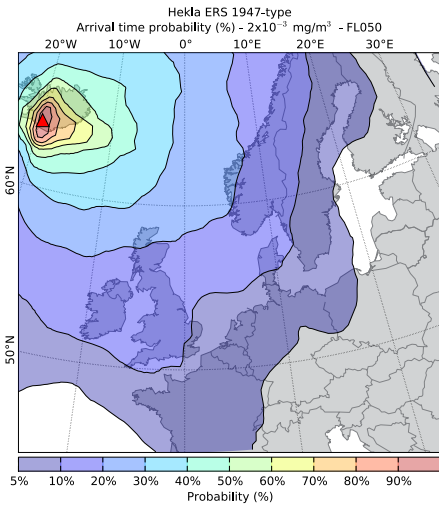 Hekla ERS 1947-type
Arrival time probability (%) - 2x10⁻³ mg/m³ - FL050
20°W 10°W 0° 10°E 20°E 30°E
60°N
50°N
5% 10% 20% 30% 40% 50% 60% 70% 80% 90%
Probability (%)